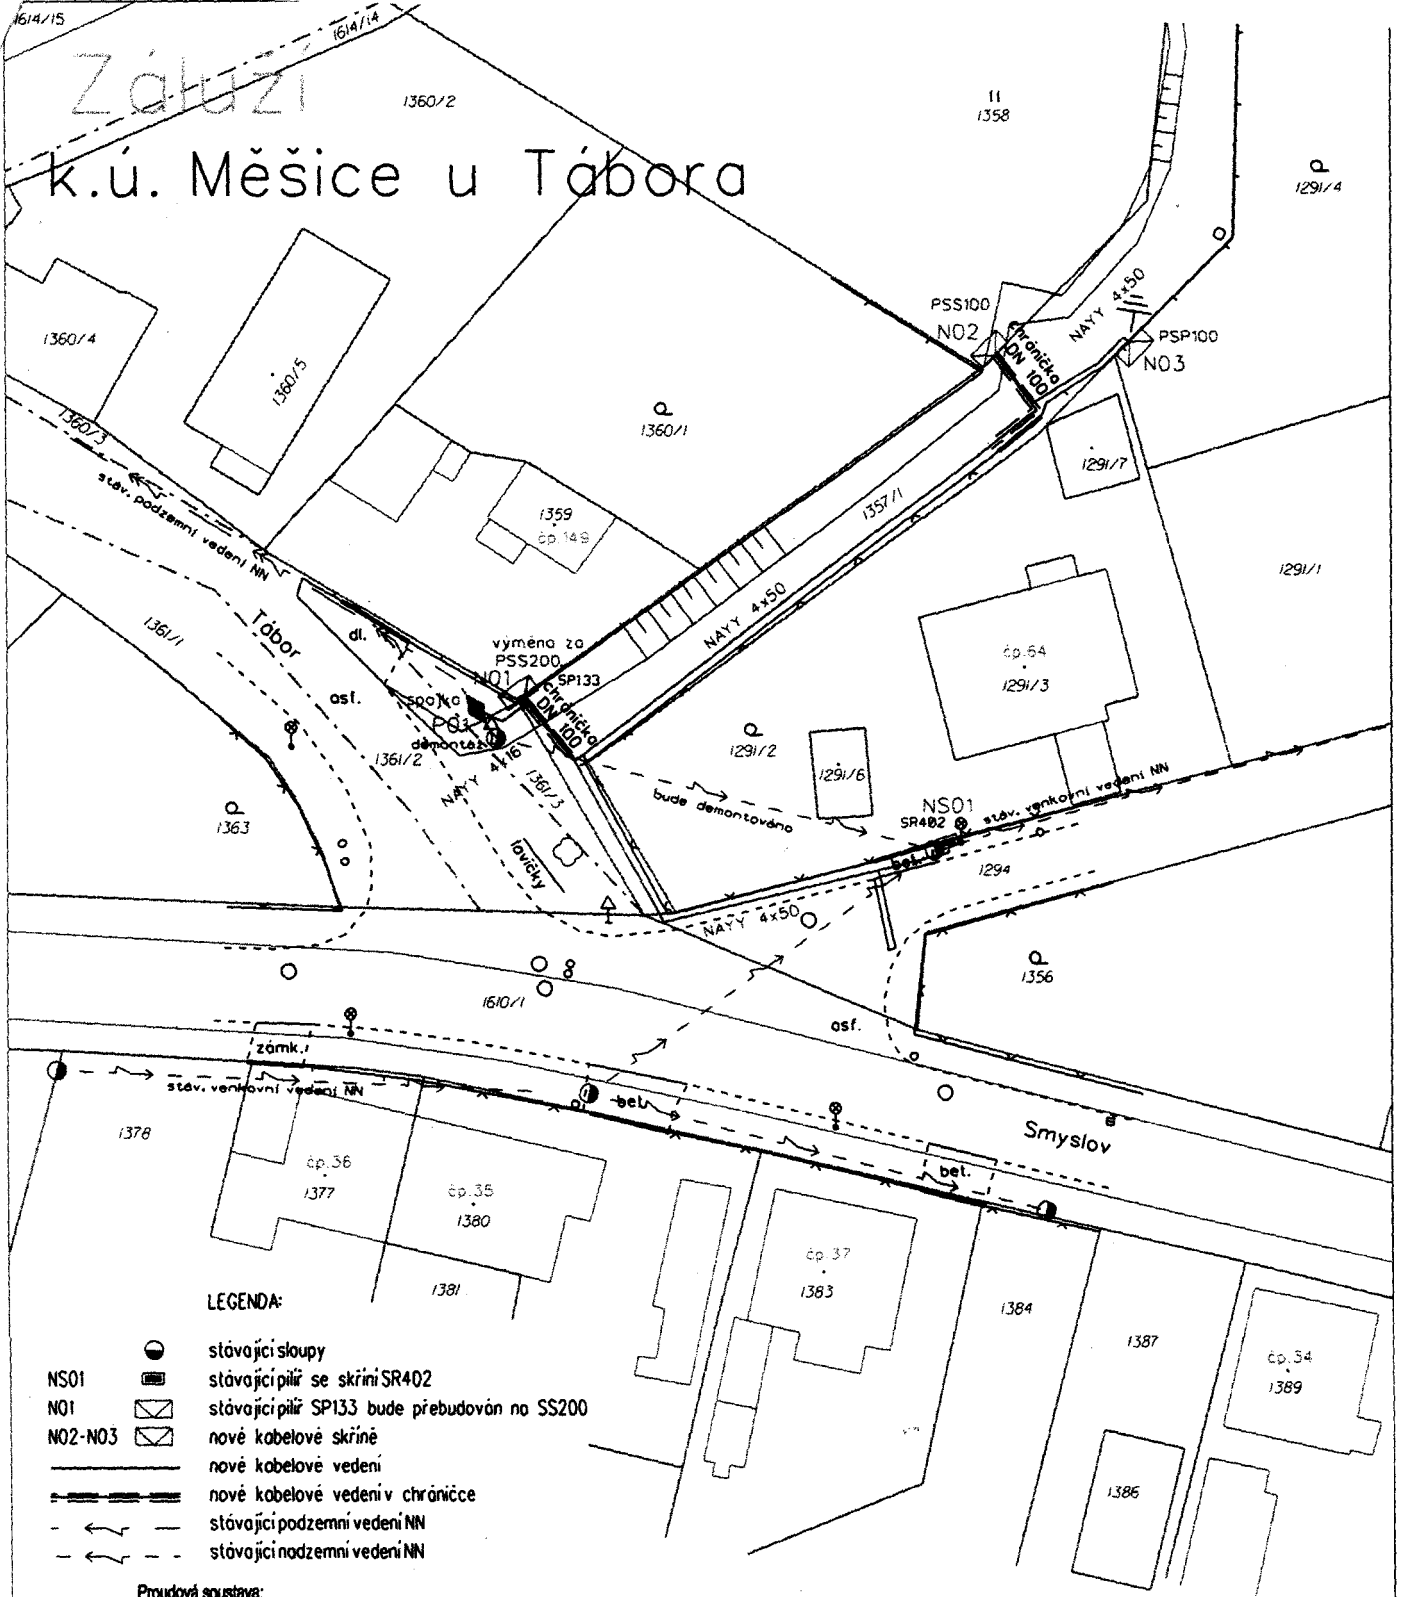 1614/15
1614/14
Záluží
k.ú. Měšice u Tábora
1360/2
1358
1291/4
1360/4
1360/5
1360/3
1360/1
PSS100
N02
chránička
DN 100
NAYY 4x50
PSP100
N03
1291/7
1291/1
stáv. podzemní vedení NN
1359
čp.149
1357/1
NAYY 4x50
1361/1
Tábor
dl.
asf.
výměna za
PSS200
N01
SP133
chránička
DN 100
spojka
P01
demontáž
1361/2
NAYY 4x16
1361/3
lavičky
čp.64
1291/3
1291/2
1291/6
bude demontováno
NS01
SR402
stáv. venkovní vedení NN
bet.
1294
1363
NAYY 4x50
1356
1610/1
asf.
zámk.
stáv. venkovní vedení NN
bet.
Smyslov
bet.
1378
čp.36
1377
čp.35
1380
1381
čp.37
1383
1384
1387
čp.34
1389
1386
LEGENDA:
stávající sloupy
NS01 stávající pilíř se skříní SR402
N01 stávající pilíř SP133 bude přebudován na SS200
N02-N03 nové kabelové skříně
nové kabelové vedení
nové kabelové vedení v chráničce
stávající podzemní vedení NN
stávající nadzemní vedení NN
Proudová soustava: